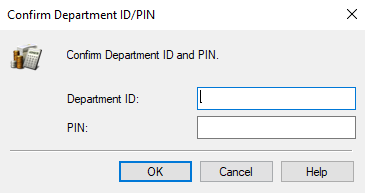 Confirm Department ID/PIN
Confirm Department ID and PIN.
Department ID:
PIN:
OK Cancel Help